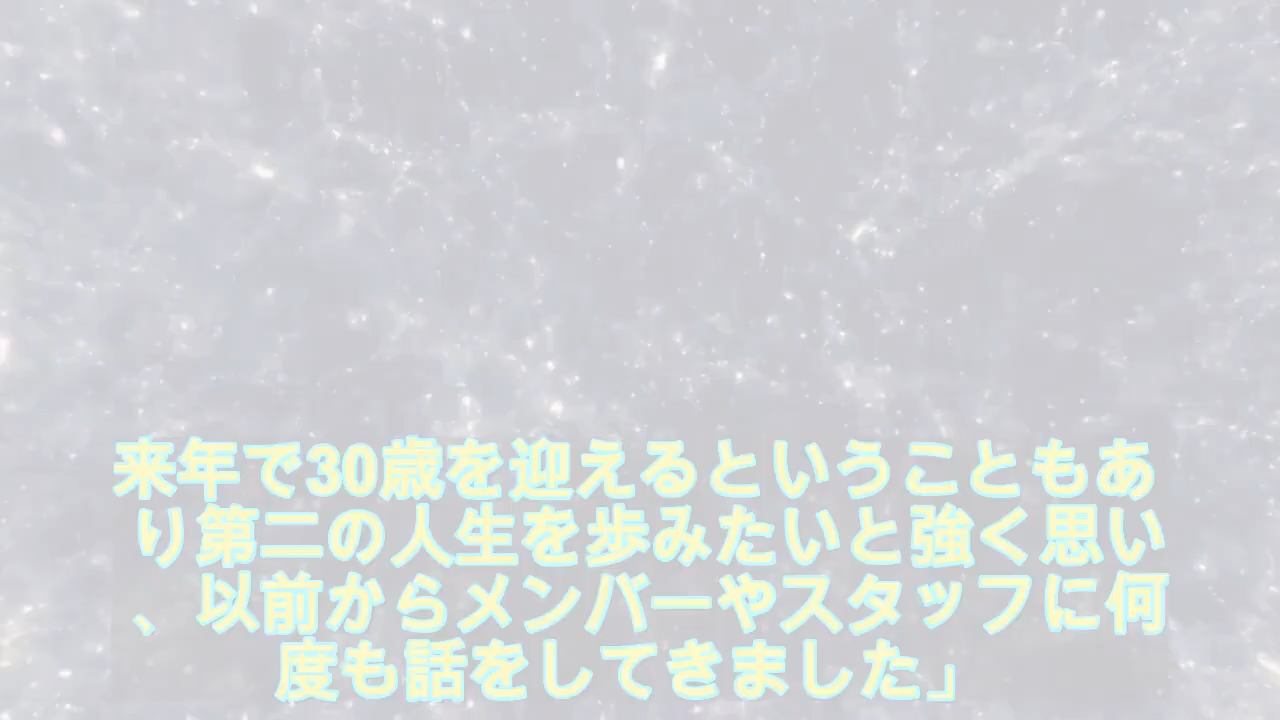 来年で30歳を迎えるということもあ
り第二の人生を歩みたいと強く思い
、以前からメンバーやスタッフに何
度も話をしてきました」